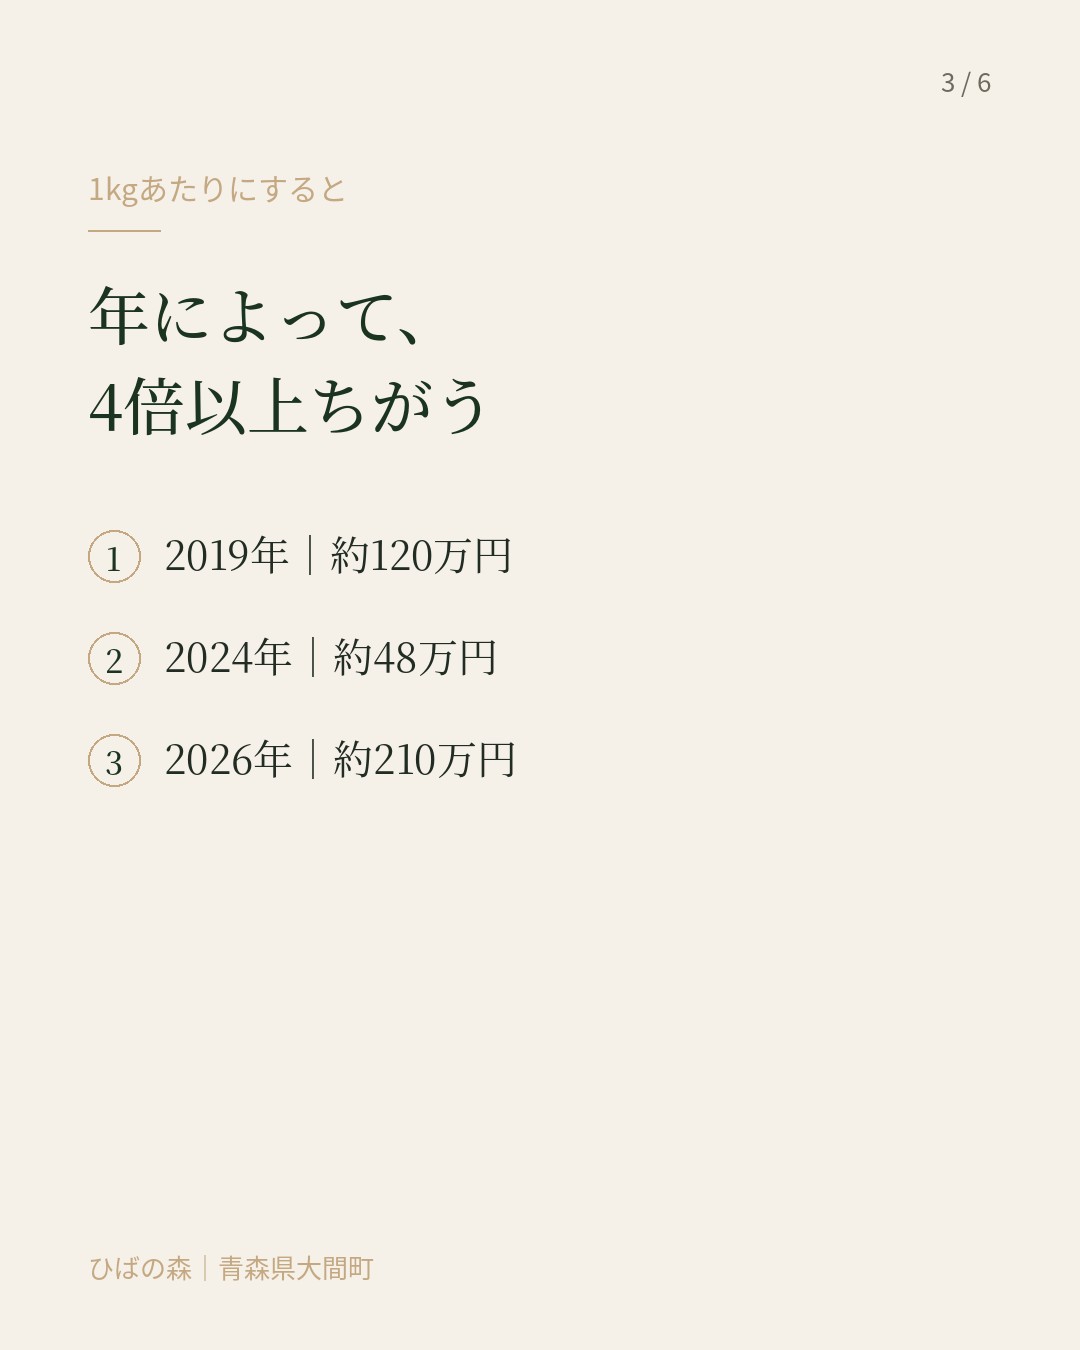 3 / 6
1kgあたりにすると
年によって、
4倍以上ちがう
1 2019年｜約120万円
2 2024年｜約48万円
3 2026年｜約210万円
ひばの森｜青森県大間町